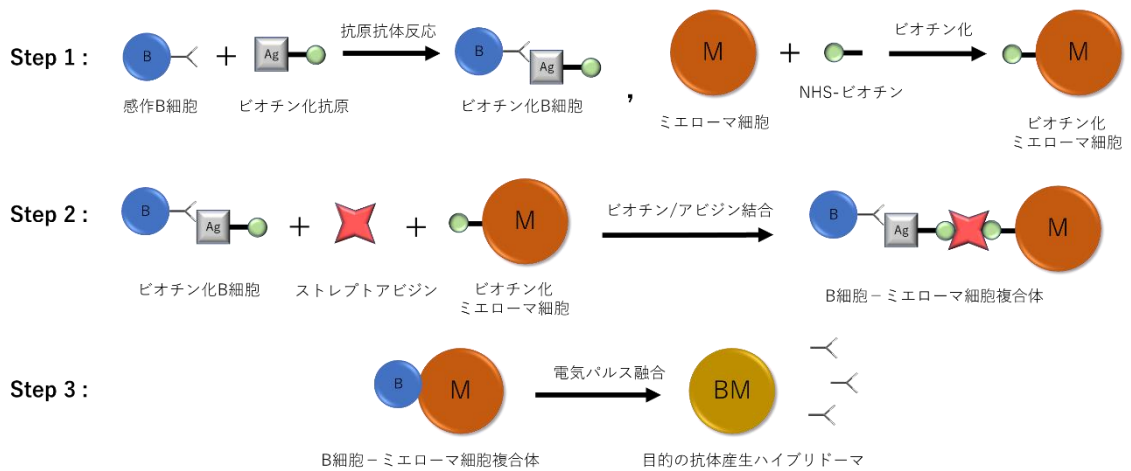 Step 1：
B
＋
Ag
抗原抗体反応
B
Ag
,
M
＋
ビオチン化
M
感作B細胞
ビオチン化抗原
ビオチン化B細胞
ミエローマ細胞
NHS-ビオチン
ビオチン化
ミエローマ細胞
Step 2：
B
Ag
＋
＋
M
ビオチン/アビジン結合
B
Ag
M
ビオチン化B細胞
ストレプトアビジン
ビオチン化
ミエローマ細胞
B細胞－ミエローマ細胞複合体
Step 3：
B
M
電気パルス融合
BM
B細胞－ミエローマ細胞複合体
目的の抗体産生ハイブリドーマ